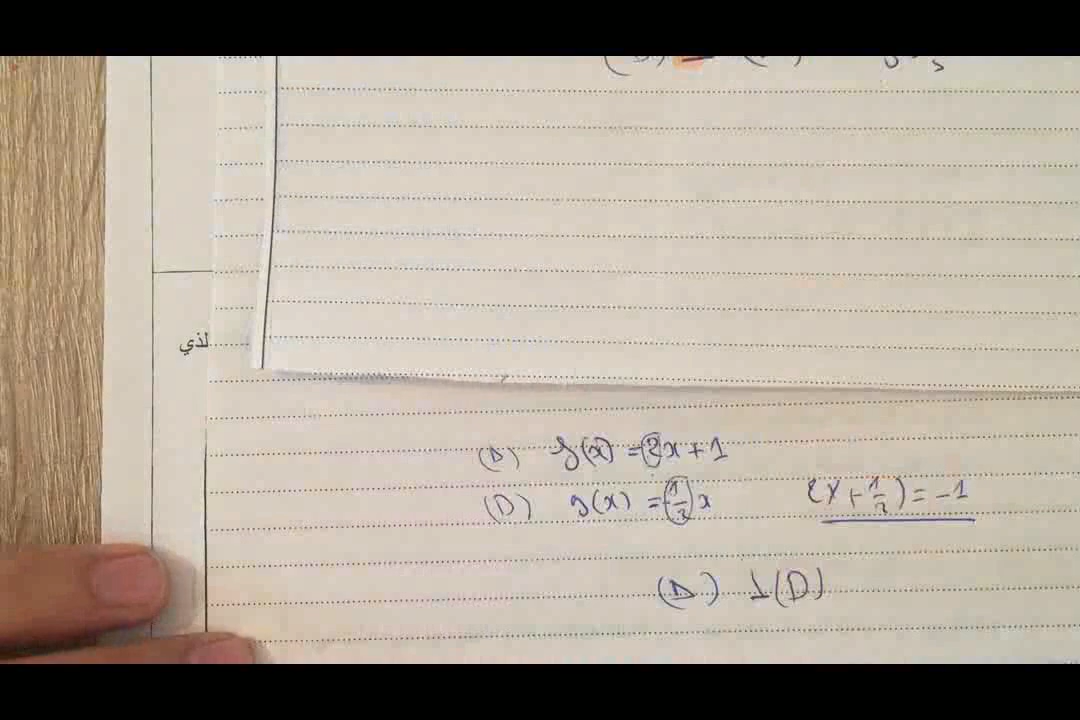 لذي
(Δ) f(x) = 2x + 1
(D) g(x) = -1/2 x 2 × (-1/2) = -1
(Δ) ⊥ (D)